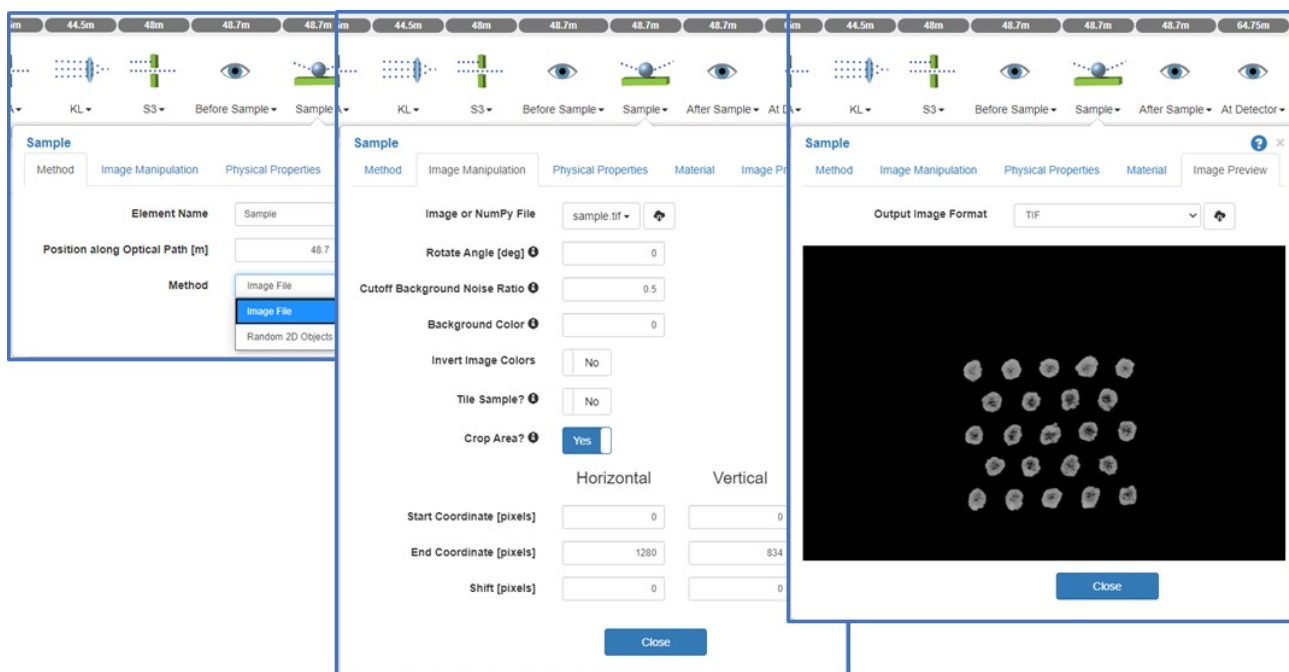 m 44.5m 48m 48.7m 48.7m
KL S3 Before Sample Sample
Sample
Method Image Manipulation Physical Properties
Element Name Sample
Position along Optical Path [m] 48.7
Method Image File
Image File
Random 2D Objects
5m 44.5m 48m 48.7m 48.7m 48.7m
KL S3 Before Sample Sample After Sample At D
Sample
Method Image Manipulation Physical Properties Material Image Pr
Image or NumPy File sample.tif
Rotate Angle [deg] 0
Cutoff Background Noise Ratio 0.5
Background Color 0
Invert Image Colors No
Tile Sample? No
Crop Area? Yes
Horizontal Vertical
Start Coordinate [pixels] 0 0
End Coordinate [pixels] 1280 834
Shift [pixels] 0 0
Close
44.5m 48m 48.7m 48.7m 48.7m 64.75m
KL S3 Before Sample Sample After Sample At Detector
Sample
Method Image Manipulation Physical Properties Material Image Preview
Output Image Format TIF
Close